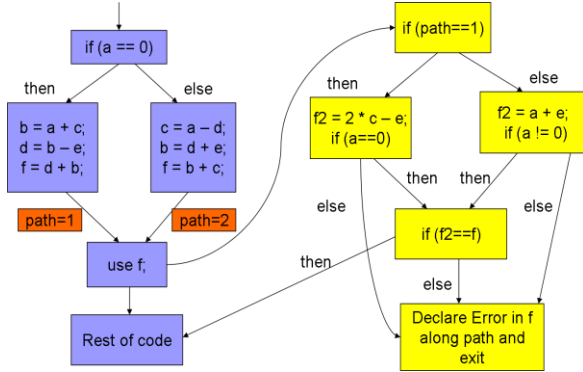 if (a == 0)
then
else
b = a + c;
d = b – e;
f = d + b;
c = a – d;
b = d + e;
f = b + c;
path=1
path=2
use f;
Rest of code
if (path==1)
then
else
f2 = 2 * c – e;
if (a==0)
f2 = a + e;
if (a != 0)
then
then
else
else
if (f2==f)
then
else
Declare Error in f
along path and
exit